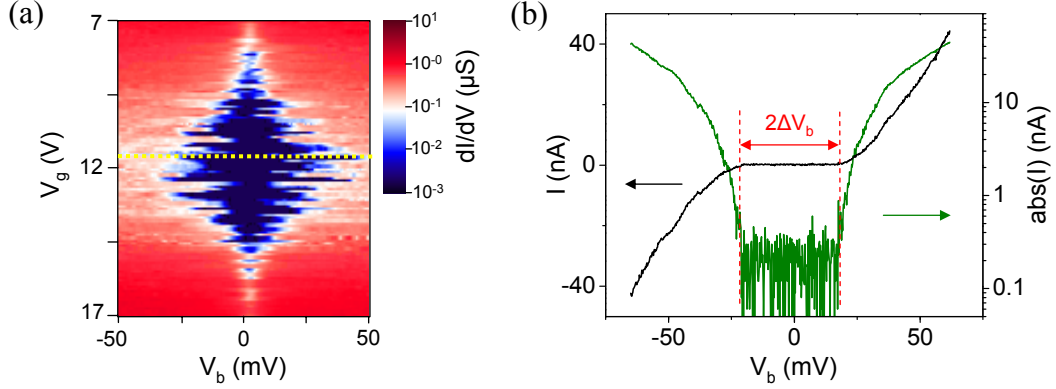 (a)
7
12
17
V_g (V)
-50
0
50
V_b (mV)
10^1
10^-0
10^-1
10^-2
10^-3
dI/dV (µS)
(b)
40
0
-40
I (nA)
2ΔV_b
10
1
0.1
abs(I) (nA)
-50
0
50
V_b (mV)